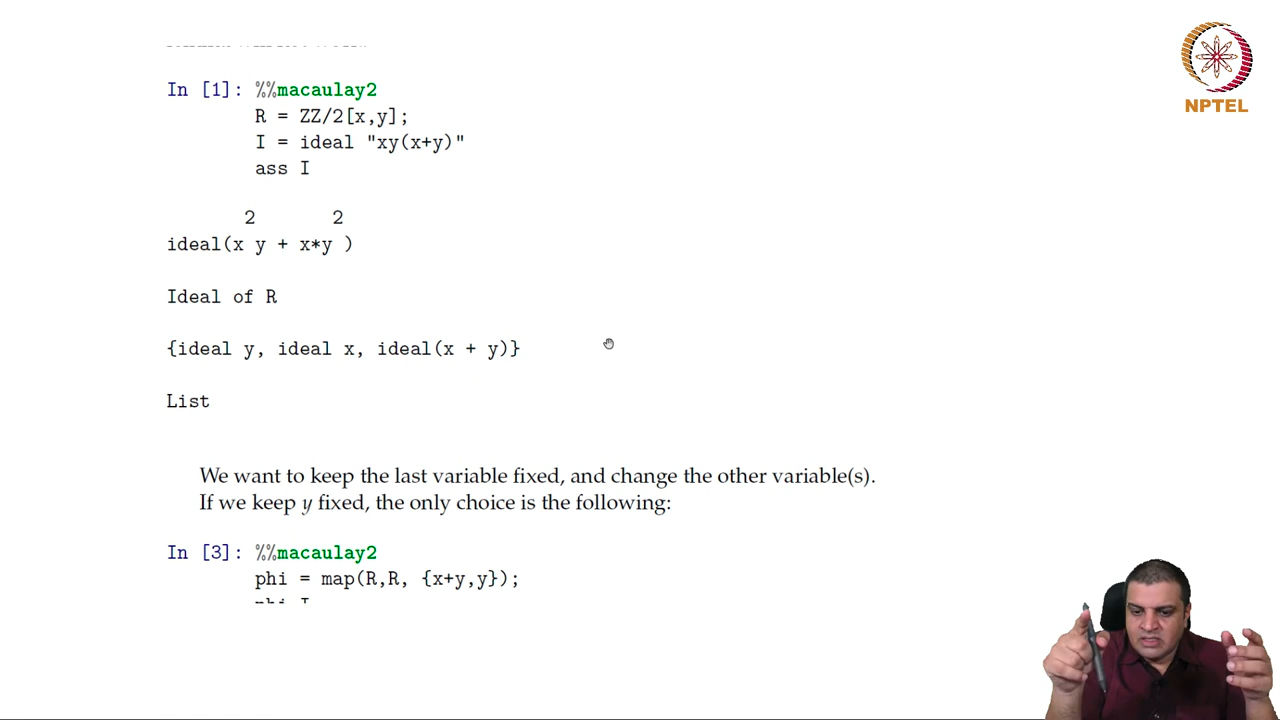 In [1]: %%macaulay2
R = ZZ/2[x,y];
I = ideal "xy(x+y)"
ass I
2 2
ideal(x y + x*y )
Ideal of R
{ideal y, ideal x, ideal(x + y)}
List
We want to keep the last variable fixed, and change the other variable(s).
If we keep y fixed, the only choice is the following:
In [3]: %%macaulay2
phi = map(R,R, {x+y,y});
NPTEL